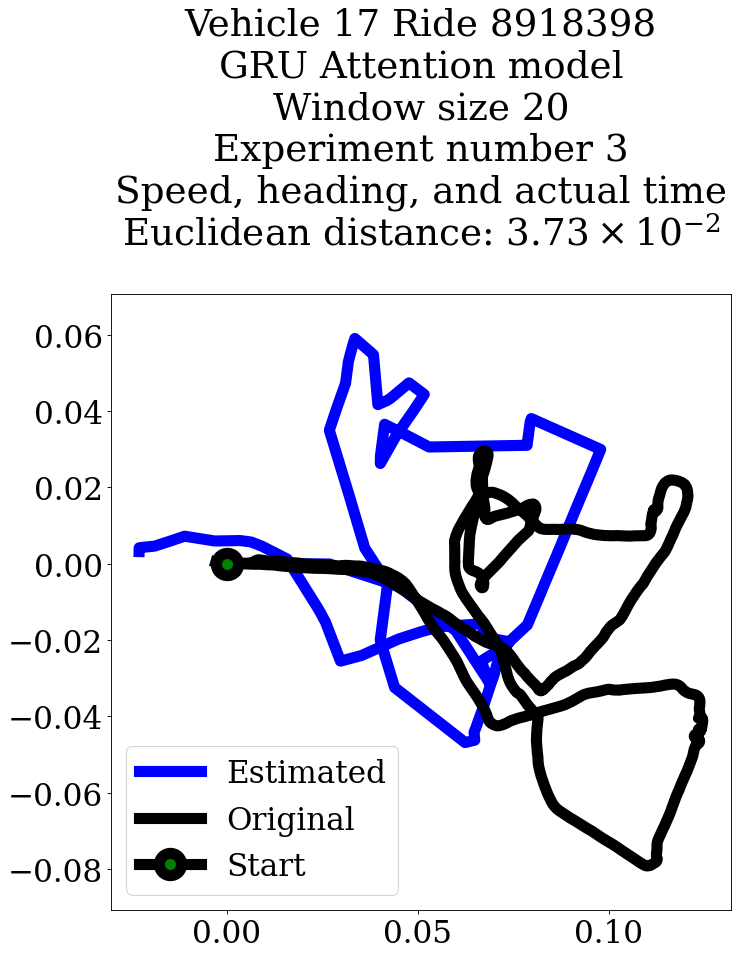 Vehicle 17 Ride 8918398
GRU Attention model
Window size 20
Experiment number 3
Speed, heading, and actual time
Euclidean distance: 3.73 × 10⁻²
0.06
0.04
0.02
0.00
−0.02
−0.04
−0.06
−0.08
Estimated
Original
Start
0.00 0.05 0.10